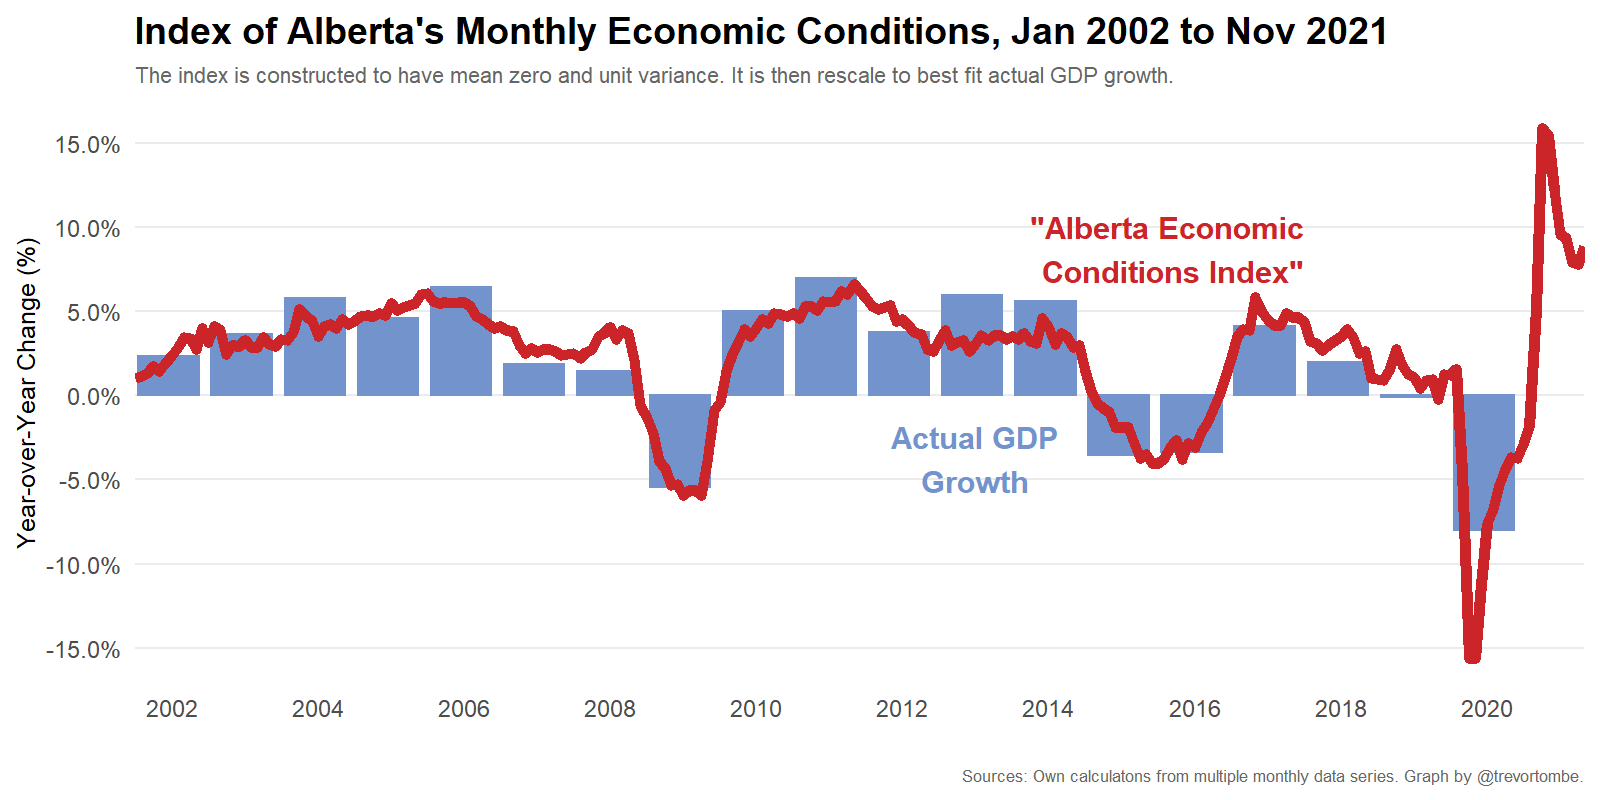 Index of Alberta's Monthly Economic Conditions, Jan 2002 to Nov 2021
The index is constructed to have mean zero and unit variance. It is then rescale to best fit actual GDP growth.
Year-over-Year Change (%)
15.0%
10.0%
5.0%
0.0%
-5.0%
-10.0%
-15.0%
"Alberta Economic
Conditions Index"
Actual GDP
Growth
2002 2004 2006 2008 2010 2012 2014 2016 2018 2020
Sources: Own calculatons from multiple monthly data series. Graph by @trevortombe.